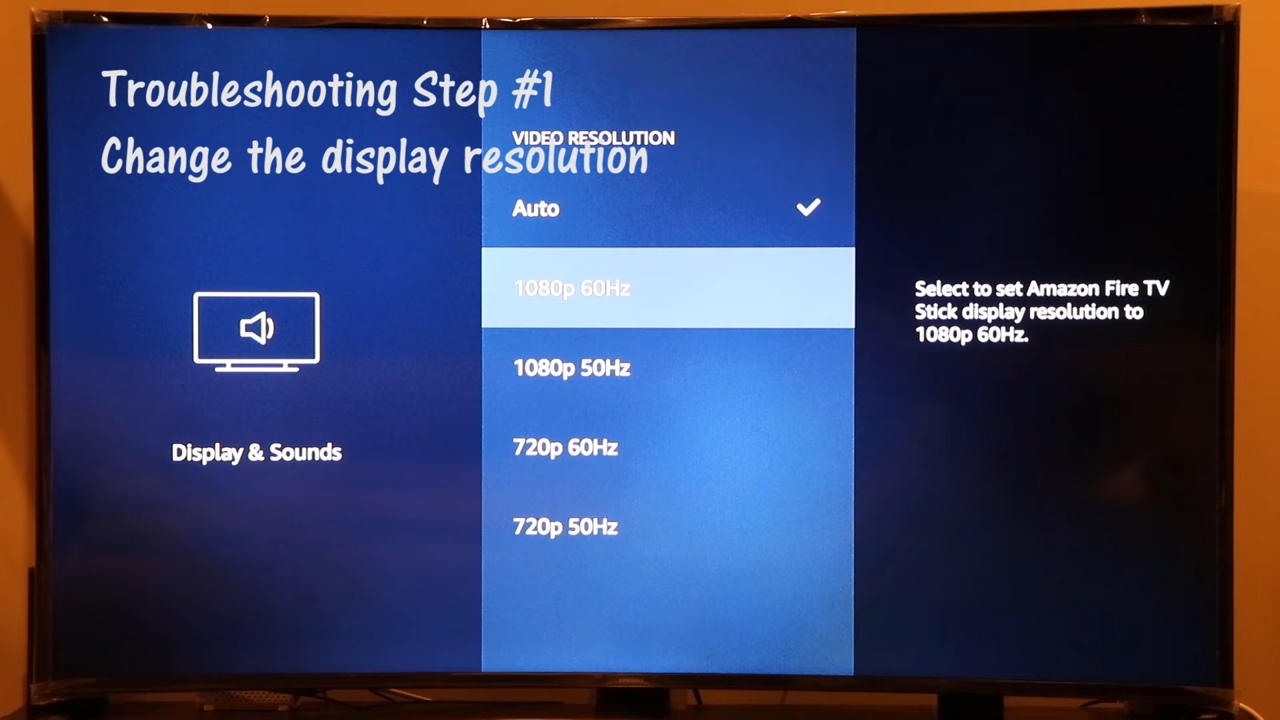 Troubleshooting Step #1
Change the display resolution
VIDEO RESOLUTION
Auto
1080p 60Hz
1080p 50Hz
720p 60Hz
720p 50Hz
Display & Sounds
Select to set Amazon Fire TV
Stick display resolution to
1080p 60Hz.
SAMSUNG